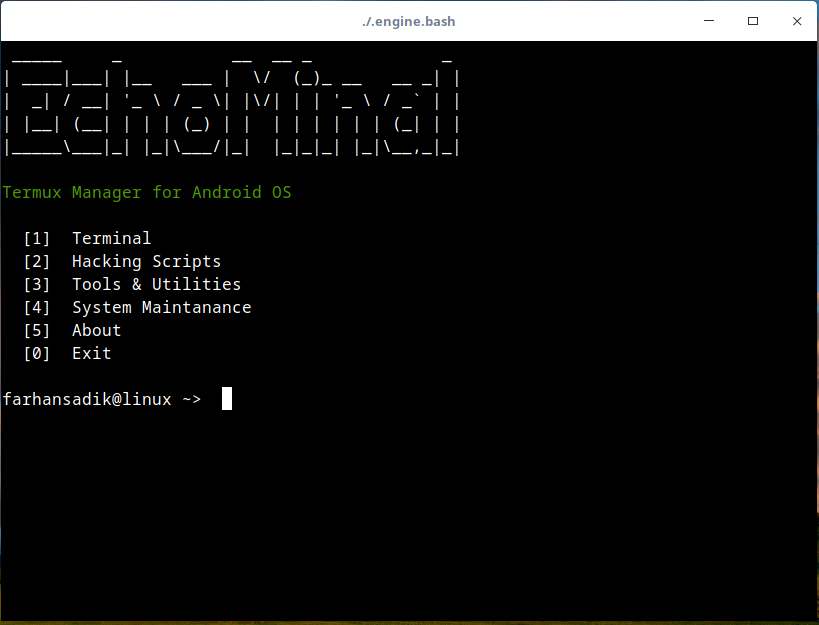 ./.engine.bash
EchoMind
Termux Manager for Android OS
[1] Terminal
[2] Hacking Scripts
[3] Tools & Utilities
[4] System Maintanance
[5] About
[0] Exit
farhansadik@linux ~>